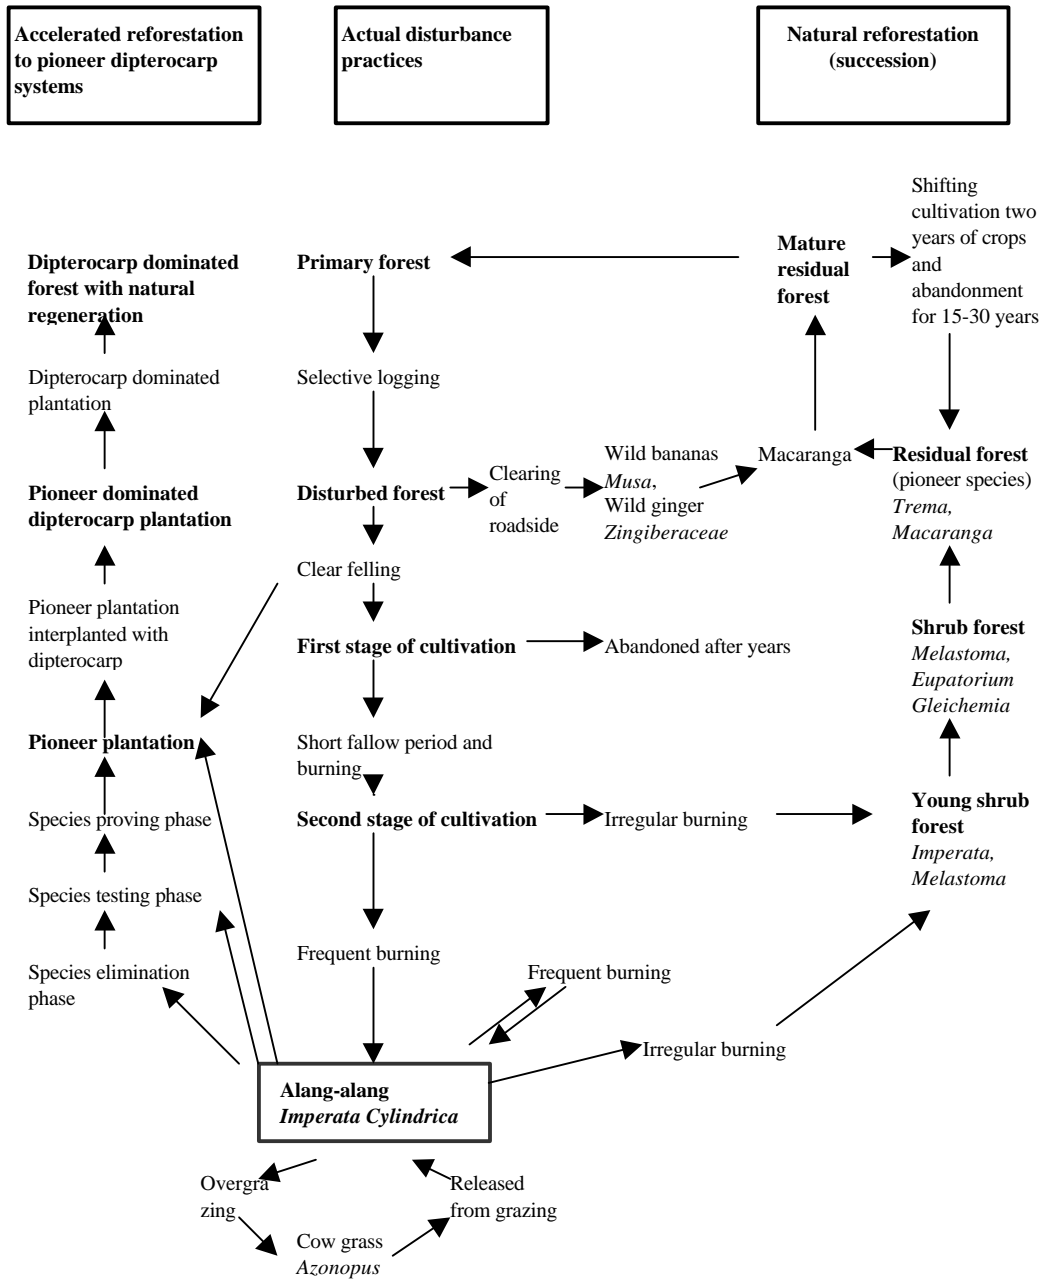 Accelerated reforestation
to pioneer dipterocarp
systems
Actual disturbance
practices
Natural reforestation
(succession)
Dipterocarp dominated
forest with natural
regeneration
Dipterocarp dominated
plantation
Pioneer dominated
dipterocarp plantation
Pioneer plantation
interplanted with
dipterocarp
Pioneer plantation
Species proving phase
Species testing phase
Species elimination
phase
Primary forest
Selective logging
Disturbed forest
Clearing
of
roadside
Wild bananas
Musa,
Wild ginger
Zingiberaceae
Clear felling
First stage of cultivation
Abandoned after years
Short fallow period and
burning
Second stage of cultivation
Irregular burning
Frequent burning
Frequent burning
Irregular burning
Alang-alang
Imperata Cylindrica
Overgra
zing
Cow grass
Azonopus
Released
from grazing
Mature
residual
forest
Shifting
cultivation two
years of crops
and
abandonment
for 15-30 years
Macaranga
Residual forest
(pioneer species)
Trema,
Macaranga
Shrub forest
Melastoma,
Eupatorium
Gleichemia
Young shrub
forest
Imperata,
Melastoma